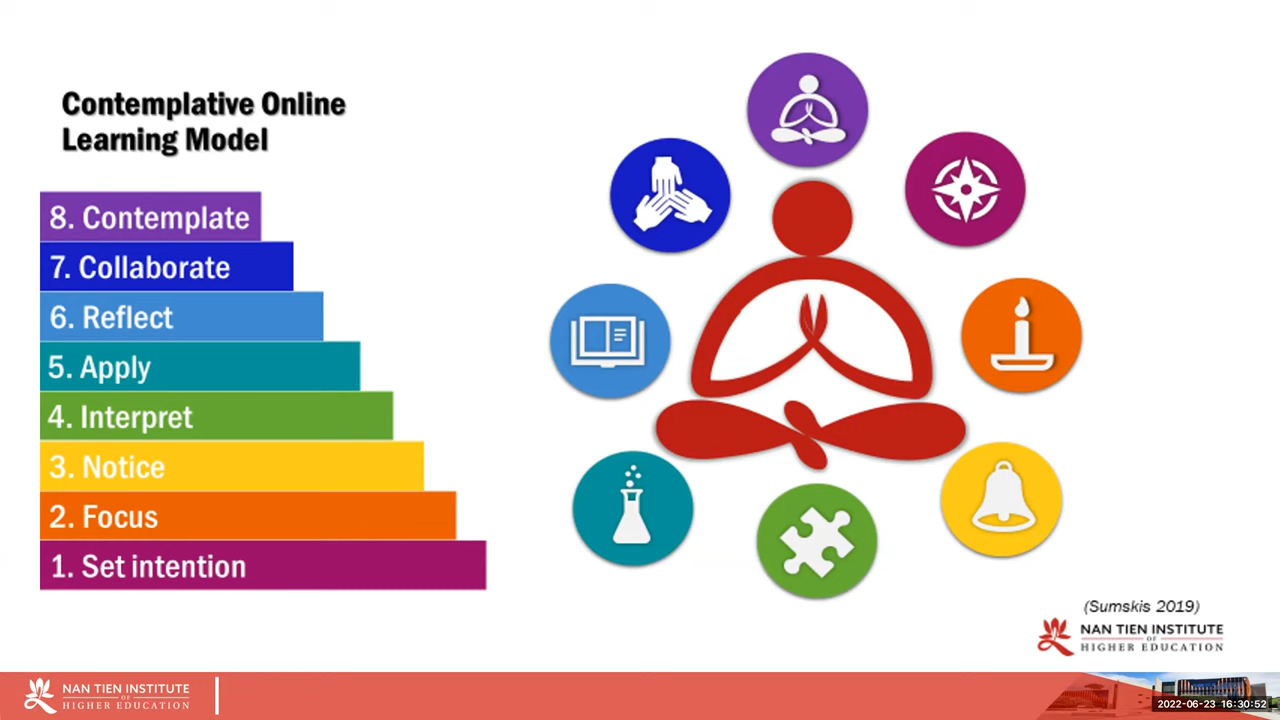 Contemplative Online
Learning Model
8. Contemplate
7. Collaborate
6. Reflect
5. Apply
4. Interpret
3. Notice
2. Focus
1. Set intention
(Sumskis 2019)
NAN TIEN INSTITUTE
OF
HIGHER EDUCATION
NAN TIEN INSTITUTE
OF
HIGHER EDUCATION
2022-06-23 16:30:52